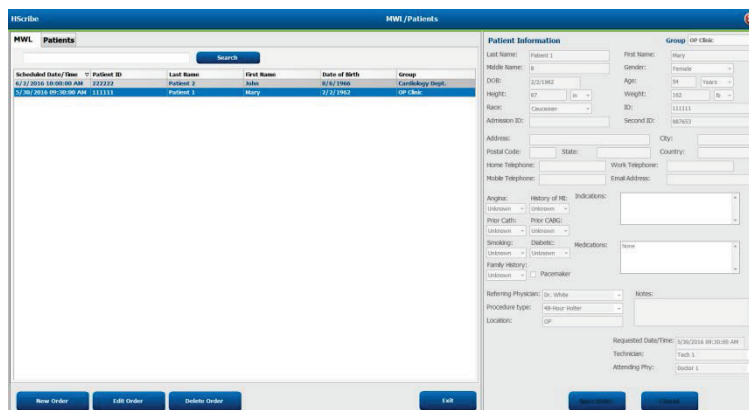 HScribe MWL/Patients
MWL Patients
Search
Scheduled Date/Time Patient ID Last Name First Name Date of Birth Group
6/2/2016 10:00:00 AM 222222 Patient 2 John 8/8/1966 Cardiology Dept.
5/30/2016 09:30:00 AM 111111 Patient 1 Mary 2/2/1962 OP Clinic
New Order Edit Order Delete Order Exit
Patient Information Group OP Clinic
Last Name: Patient 1 First Name: Mary
Middle Name: B Gender: Female
DOB: 2/2/1962 Age: 54 Years
Height: 67 in Weight: 162 lb
Race: Caucasian ID: 111111
Admission ID: Second ID: 987653
Address: City:
Postal Code: State: Country:
Home Telephone: Work Telephone:
Mobile Telephone: Email Address:
Angina: History of MI: Indications:
Unknown Unknown
Prior Cath: Prior CABG:
Unknown Unknown
Smoking: Diabetic: Medications: None
Unknown Unknown
Family History:
Unknown Pacemaker
Referring Physician: Dr. White Notes:
Procedure type: 48-Hour Holter
Location: OP
Requested Date/Time: 5/30/2016 09:30:00 AM
Technician: Tech 1
Attending Phy: Doctor 1